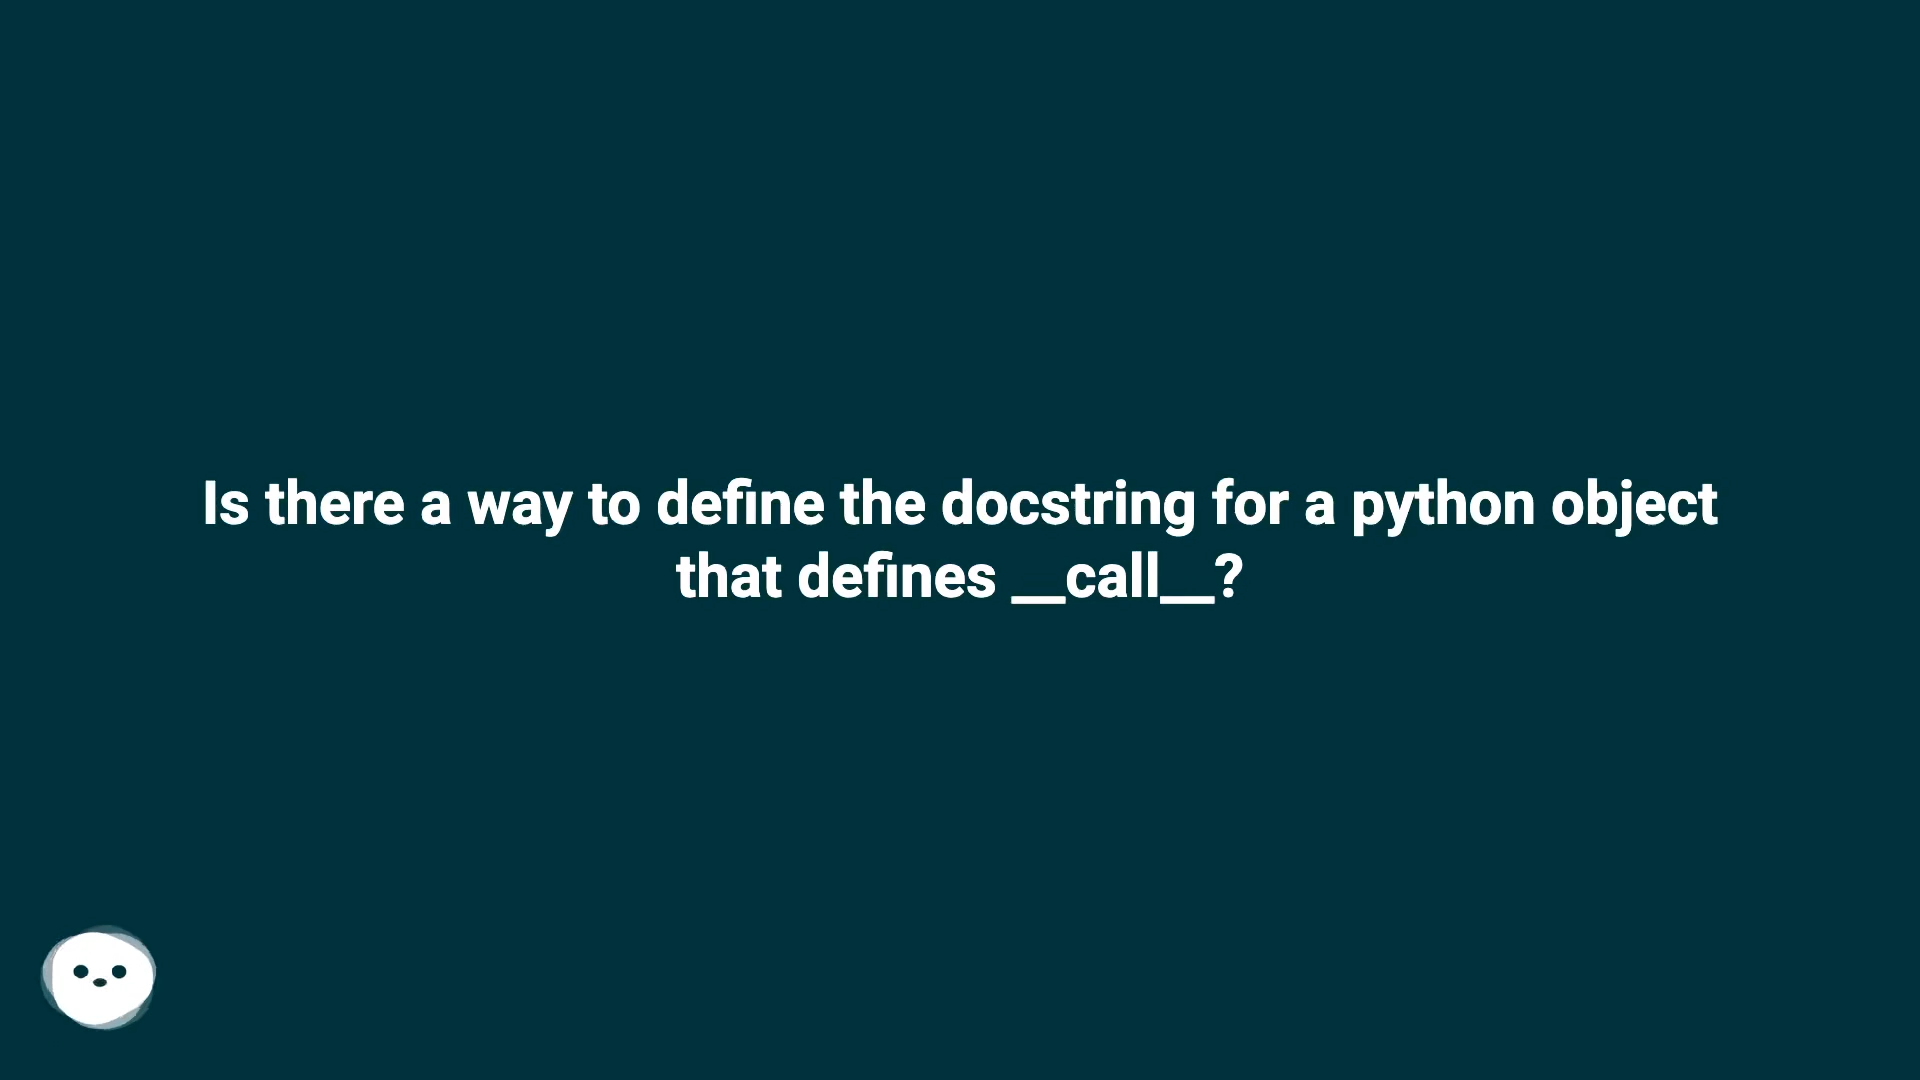 Is there a way to define the docstring for a python object
that defines __call__?